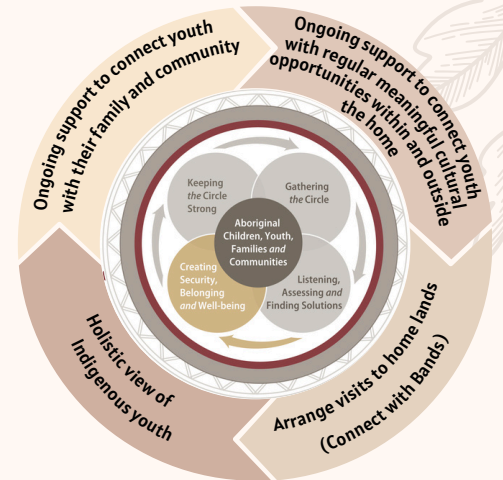 Ongoing support to connect youth
with their family and community
Ongoing support to connect youth
with regular meaningful cultural
opportunities within and outside
the home
Keeping
the Circle
Strong
Gathering
the Circle
Aboriginal
Children, Youth,
Families and
Communities
Creating
Security,
Belonging
and Well-being
Listening,
Assessing and
Finding Solutions
Holistic view of
Indigenous youth
Arrange visits to home lands
(Connect with Bands )